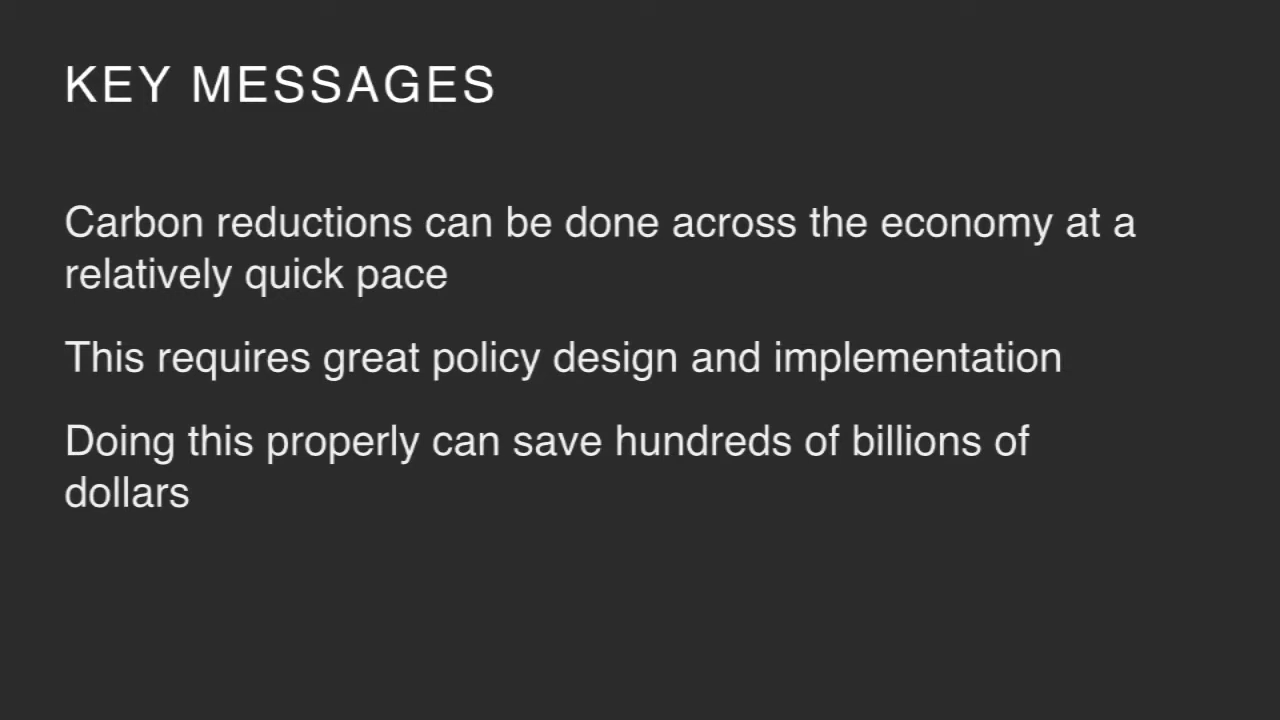 KEY MESSAGES
Carbon reductions can be done across the economy at a
relatively quick pace
This requires great policy design and implementation
Doing this properly can save hundreds of billions of
dollars